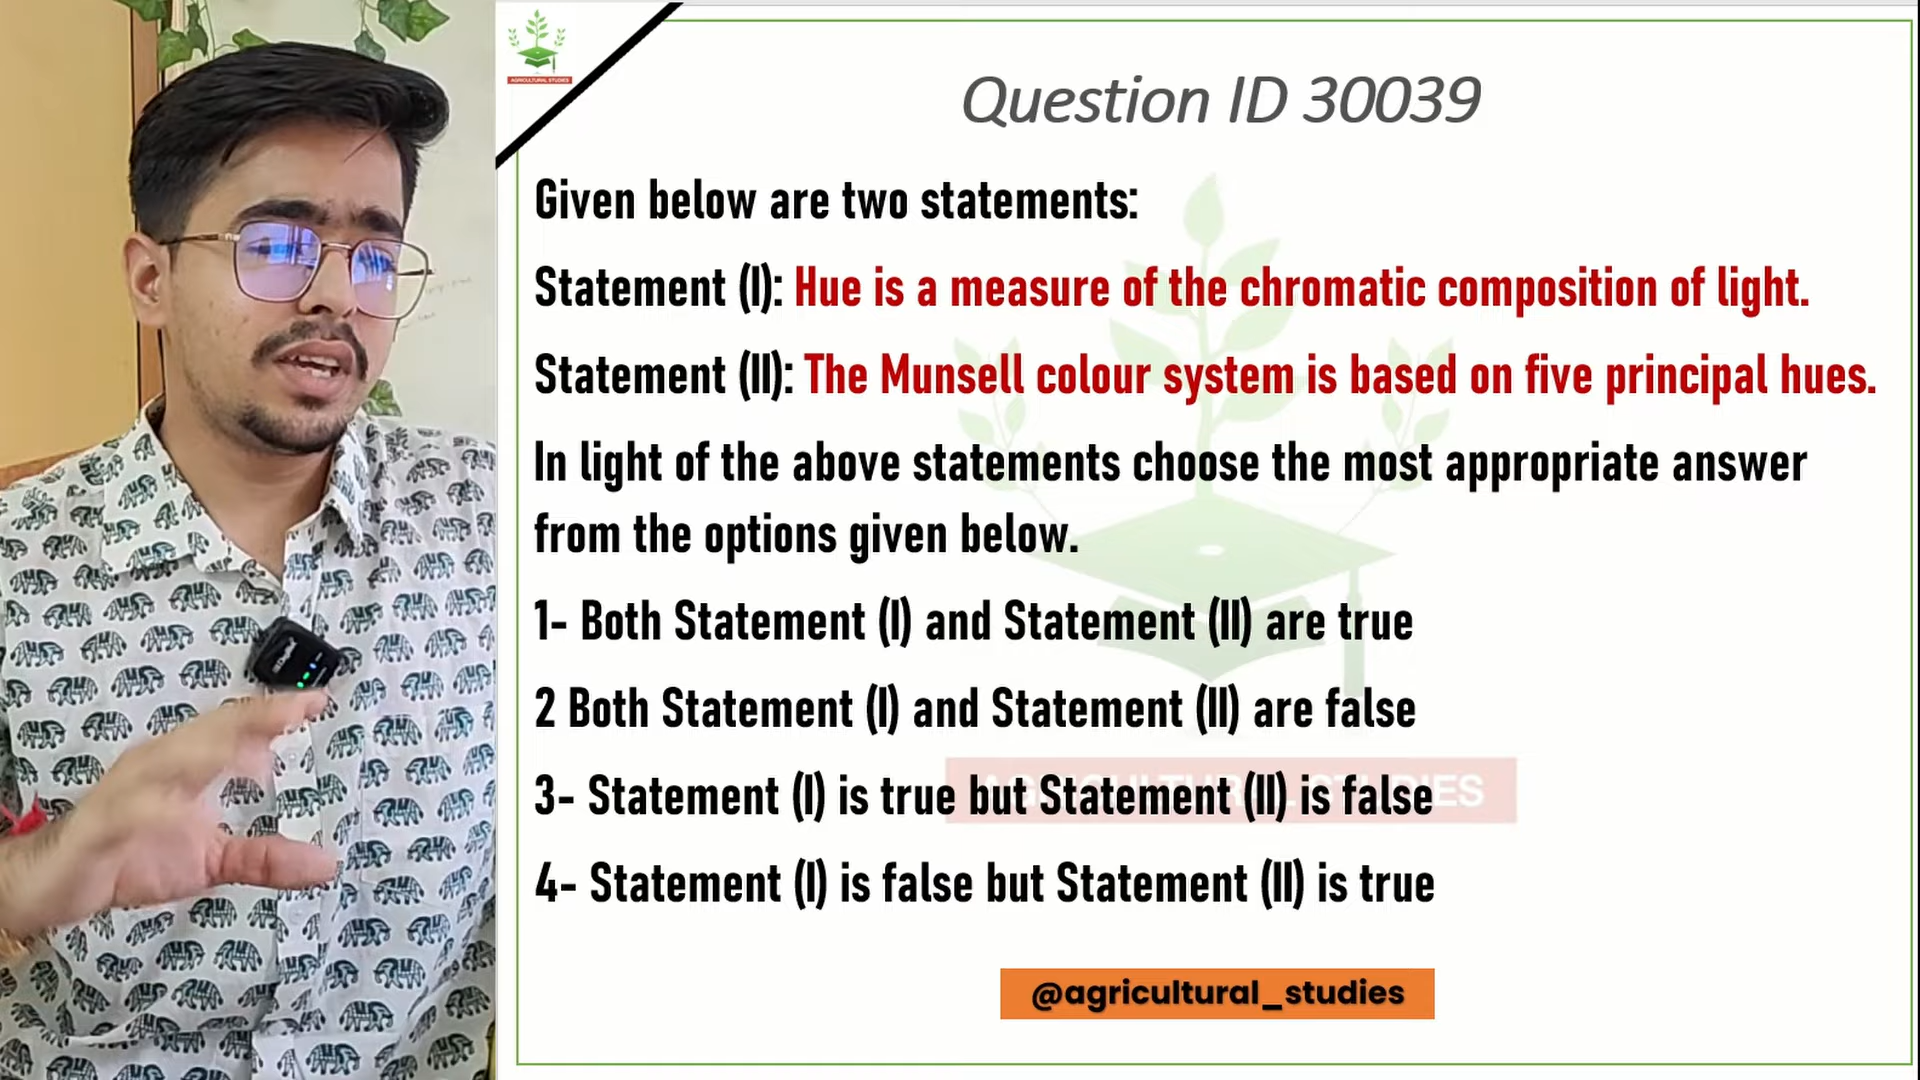 AGRICULTURAL STUDIES
Question ID 30039
Given below are two statements:
Statement (I): Hue is a measure of the chromatic composition of light.
Statement (II): The Munsell colour system is based on five principal hues.
In light of the above statements choose the most appropriate answer
from the options given below.
1- Both Statement (I) and Statement (II) are true
2 Both Statement (I) and Statement (II) are false
3- Statement (I) is true but Statement (II) is false
AGRICULTURAL STUDIES
4- Statement (I) is false but Statement (II) is true
@agricultural_studies